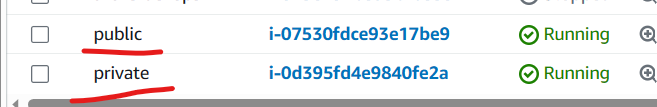 public i-07530fdce93e17be9 Running
private i-0d395fd4e9840fe2a Running